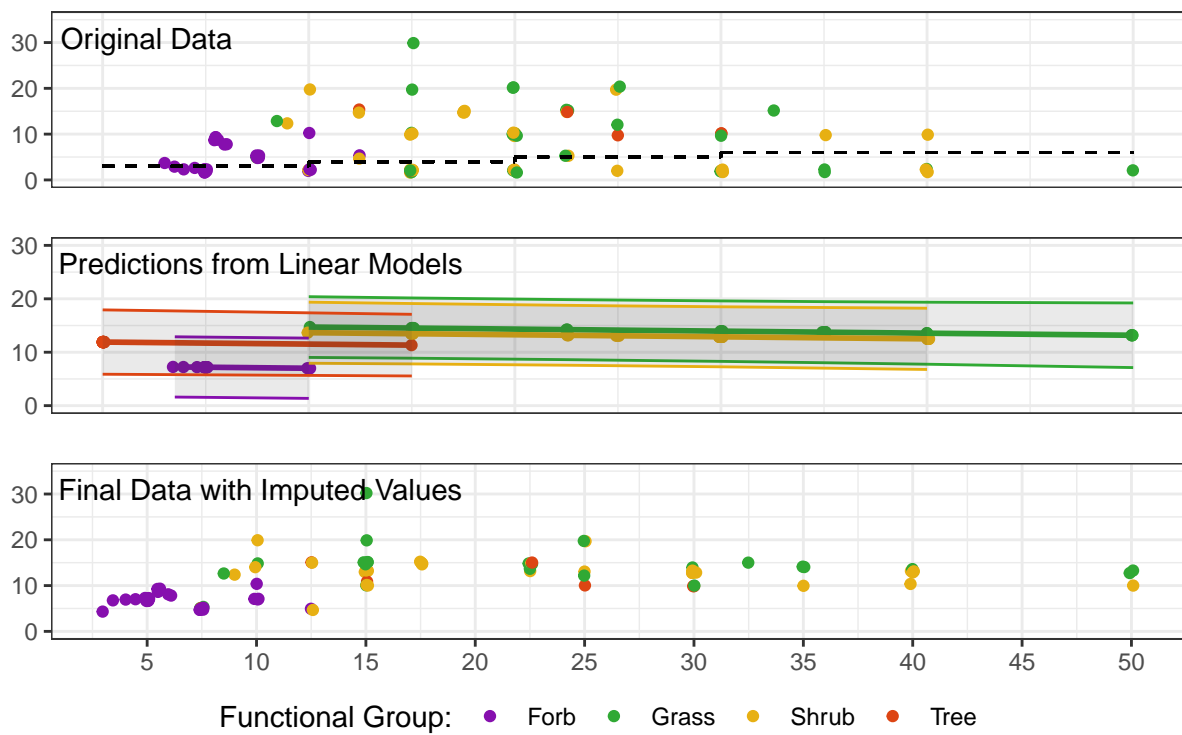 Original Data
30
20
10
0
Predictions from Linear Models
30
20
10
0
Final Data with Imputed Values
30
20
10
0
5 10 15 20 25 30 35 40 45 50
Functional Group: Forb Grass Shrub Tree